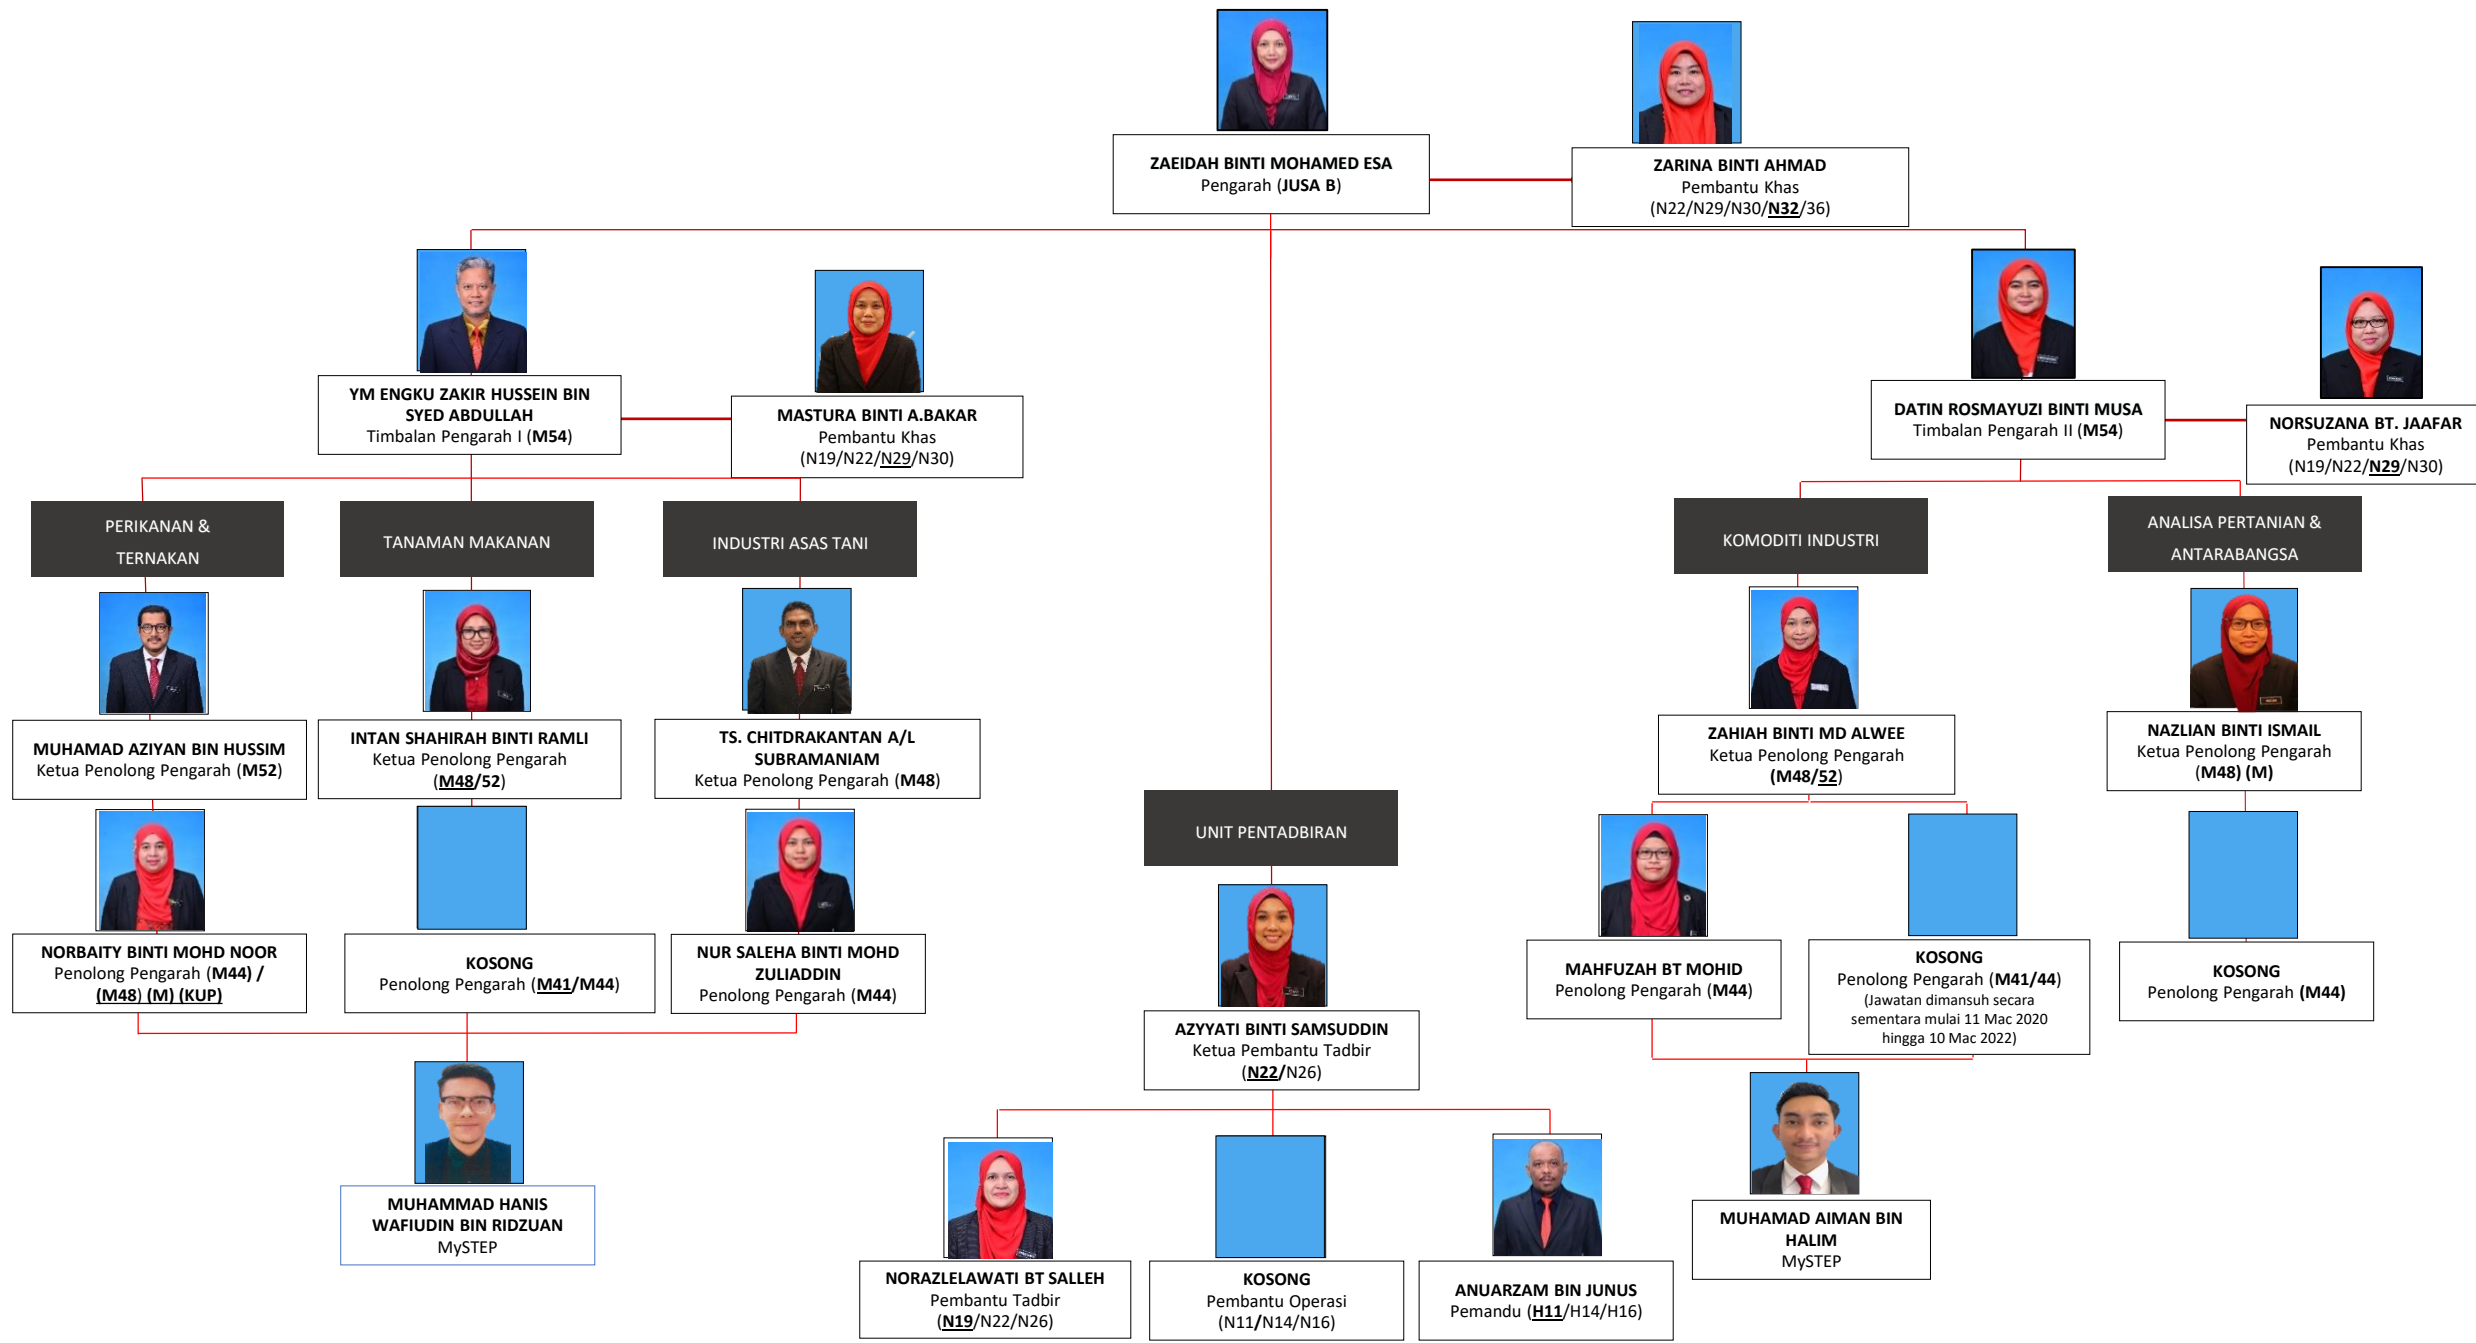 ZAEIDAH BINTI MOHAMED ESA
Pengarah (JUSA B)
ZARINA BINTI AHMAD
Pembantu Khas
(N22/N29/N30/N32/36)
YM ENGKU ZAKIR HUSSEIN BIN
SYED ABDULLAH
Timbalan Pengarah I (M54)
MASTURA BINTI A.BAKAR
Pembantu Khas
(N19/N22/N29/N30)
DATIN ROSMAYUZI BINTI MUSA
Timbalan Pengarah II (M54)
NORSUZANA BT. JAAFAR
Pembantu Khas
(N19/N22/N29/N30)
PERIKANAN &
TERNAKAN
TANAMAN MAKANAN
INDUSTRI ASAS TANI
KOMODITI INDUSTRI
ANALISA PERTANIAN &
ANTARABANGSA
MUHAMAD AZIYAN BIN HUSSIM
Ketua Penolong Pengarah (M52)
INTAN SHAHIRAH BINTI RAMLI
Ketua Penolong Pengarah
(M48/52)
TS. CHITDRAKANTAN A/L
SUBRAMANIAM
Ketua Penolong Pengarah (M48)
ZAHIAH BINTI MD ALWEE
Ketua Penolong Pengarah
(M48/52)
NAZLIAN BINTI ISMAIL
Ketua Penolong Pengarah
(M48) (M)
UNIT PENTADBIRAN
NORBAITY BINTI MOHD NOOR
Penolong Pengarah (M44) /
(M48) (M) (KUP)
KOSONG
Penolong Pengarah (M41/M44)
NUR SALEHA BINTI MOHD
ZULIADDIN
Penolong Pengarah (M44)
MAHFUZAH BT MOHID
Penolong Pengarah (M44)
KOSONG
Penolong Pengarah (M41/44)
(Jawatan dimansuh secara
sementara mulai 11 Mac 2020
hingga 10 Mac 2022)
KOSONG
Penolong Pengarah (M44)
AZYYATI BINTI SAMSUDDIN
Ketua Pembantu Tadbir
(N22/N26)
MUHAMMAD HANIS
WAFIUDIN BIN RIDZUAN
MySTEP
MUHAMAD AIMAN BIN
HALIM
MySTEP
NORAZLELAWATI BT SALLEH
Pembantu Tadbir
(N19/N22/N26)
KOSONG
Pembantu Operasi
(N11/N14/N16)
ANUARZAM BIN JUNUS
Pemandu (H11/H14/H16)